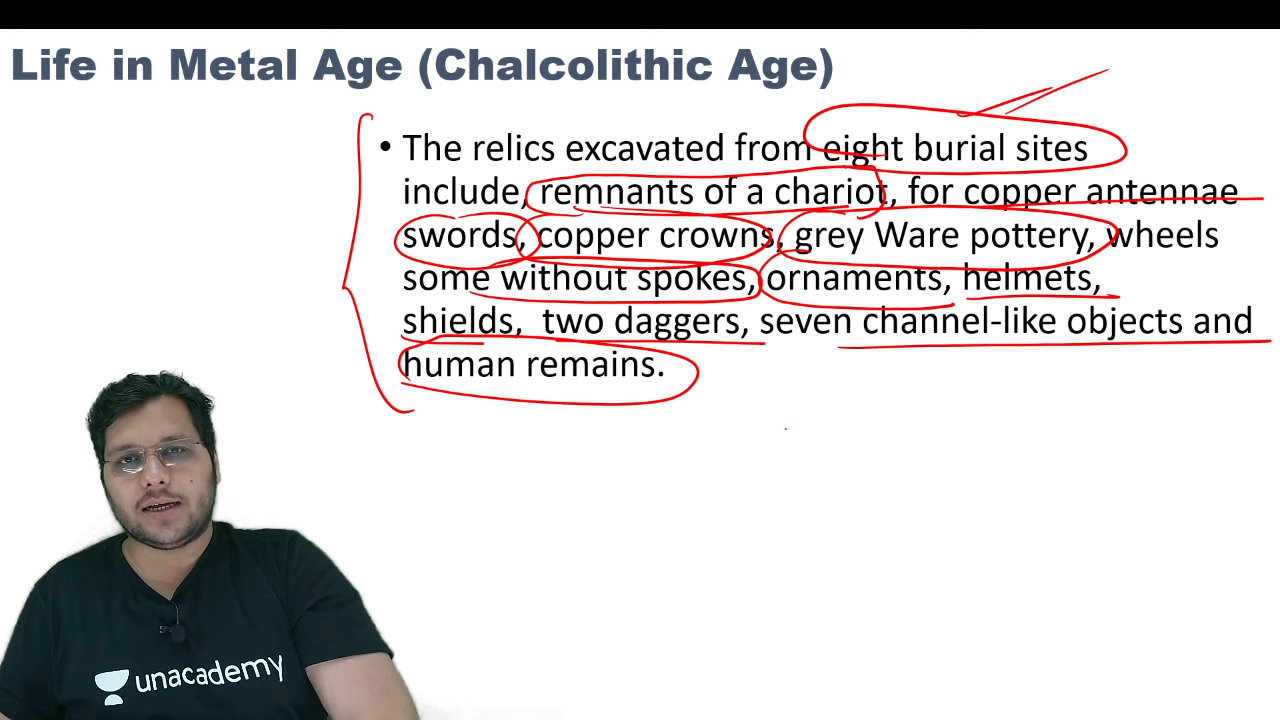 Life in Metal Age (Chalcolithic Age)
• The relics excavated from eight burial sites
include, remnants of a chariot, for copper antennae
swords, copper crowns, grey Ware pottery, wheels
some without spokes, ornaments, helmets,
shields, two daggers, seven channel-like objects and
human remains.
unacademy